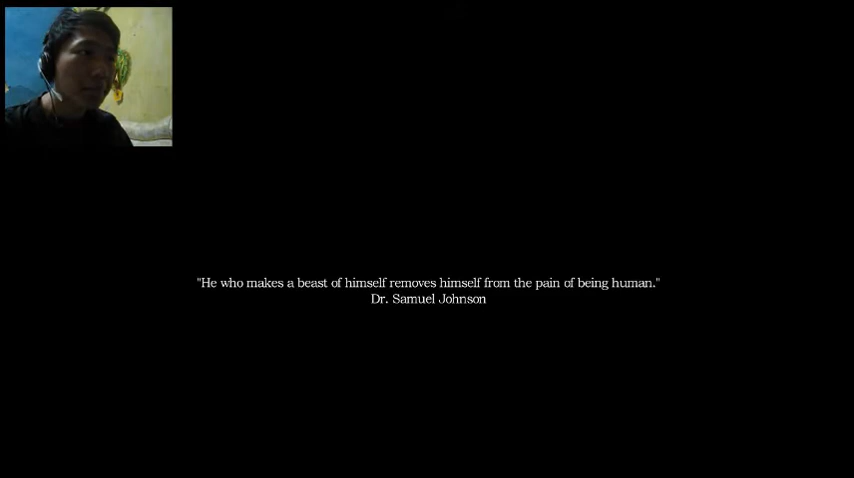 "He who makes a beast of himself removes himself from the pain of being human."
Dr. Samuel Johnson